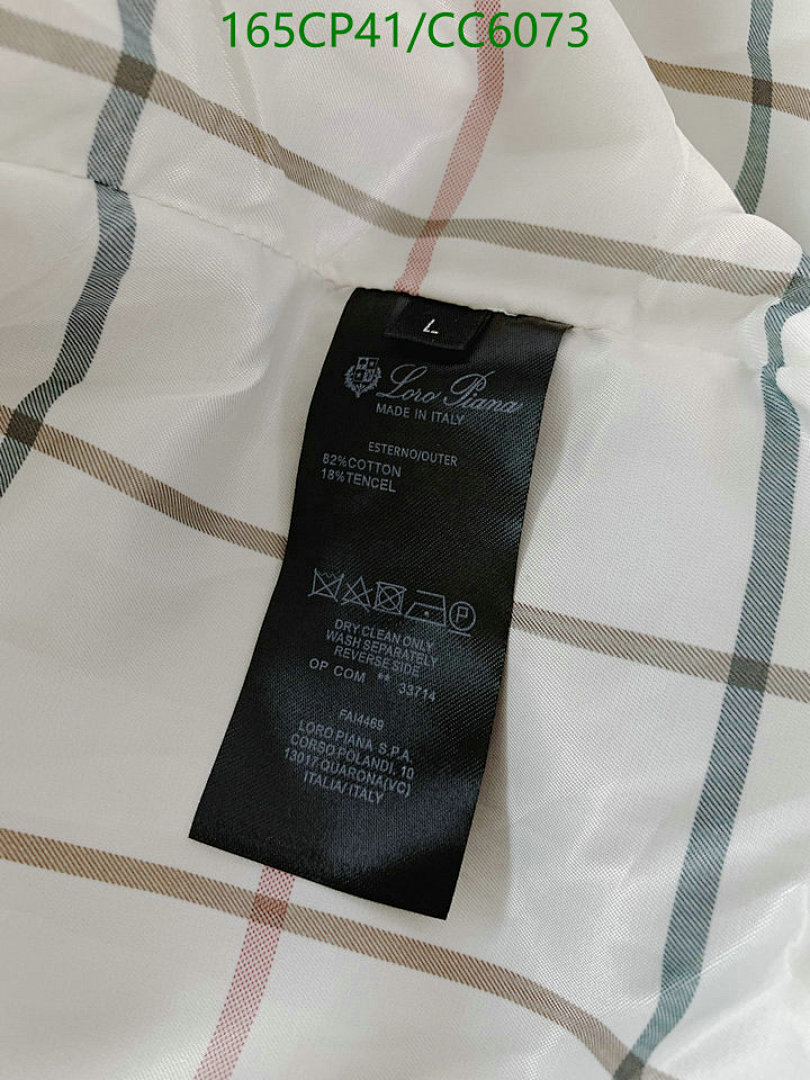 165CP41/CC6073
L
Loro Piana
MADE IN ITALY
ESTERNO/OUTER
82%COTTON
18%TENCEL
P
DRY CLEAN ONLY
WASH SEPARATELY
REVERSE SIDE
OP COM ** 33714
FAI4469
LORO PIANA S.P.A.
CORSO POLANDI, 10
13017 QUARONA(VC)
ITALIA/ ITALY